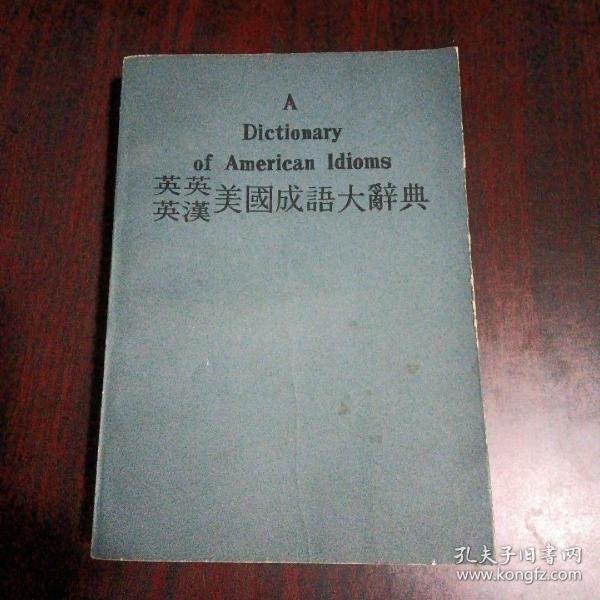 A
Dictionary
of American Idioms
英英
英漢
美國成語大辭典
孔夫子旧书网
www.kongfz.com